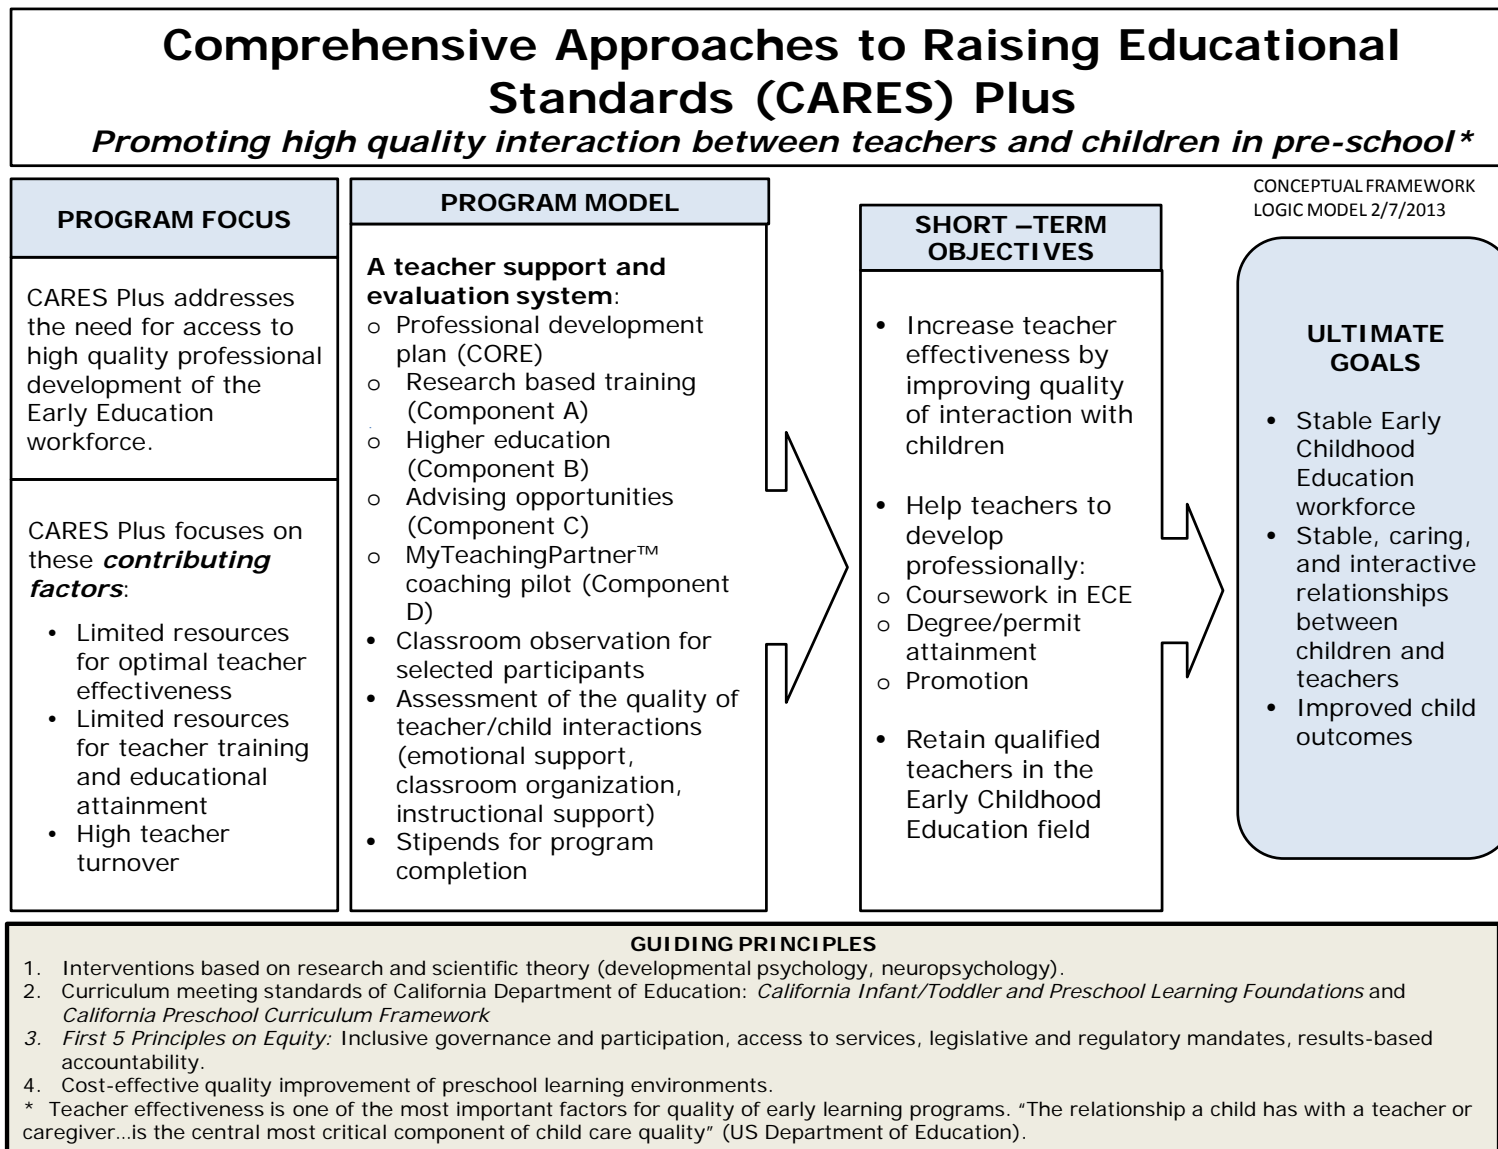 Comprehensive Approaches to Raising Educational
Standards (CARES) Plus
Promoting high quality interaction between teachers and children in pre-school*
PROGRAM FOCUS
CARES Plus addresses
the need for access to
high quality professional
development of the
Early Education
workforce.
CARES Plus focuses on
these contributing
factors:
• Limited resources
for optimal teacher
effectiveness
• Limited resources
for teacher training
and educational
attainment
• High teacher
turnover
PROGRAM MODEL
A teacher support and
evaluation system:
o Professional development
plan (CORE)
o Research based training
(Component A)
o Higher education
(Component B)
o Advising opportunities
(Component C)
o MyTeachingPartner™
coaching pilot (Component
D)
• Classroom observation for
selected participants
• Assessment of the quality of
teacher/child interactions
(emotional support,
classroom organization,
instructional support)
• Stipends for program
completion
SHORT –TERM
OBJECTIVES
• Increase teacher
effectiveness by
improving quality
of interaction with
children
• Help teachers to
develop
professionally:
o Coursework in ECE
o Degree/permit
attainment
o Promotion
• Retain qualified
teachers in the
Early Childhood
Education field
CONCEPTUAL FRAMEWORK
LOGIC MODEL 2/7/2013
ULTIMATE
GOALS
• Stable Early
Childhood
Education
workforce
• Stable, caring,
and interactive
relationships
between
children and
teachers
• Improved child
outcomes
GUIDING PRINCIPLES
1. Interventions based on research and scientific theory (developmental psychology, neuropsychology).
2. Curriculum meeting standards of California Department of Education: California Infant/Toddler and Preschool Learning Foundations and
California Preschool Curriculum Framework
3. First 5 Principles on Equity: Inclusive governance and participation, access to services, legislative and regulatory mandates, results-based
accountability.
4. Cost-effective quality improvement of preschool learning environments.
* Teacher effectiveness is one of the most important factors for quality of early learning programs. "The relationship a child has with a teacher or
caregiver…is the central most critical component of child care quality" (US Department of Education).